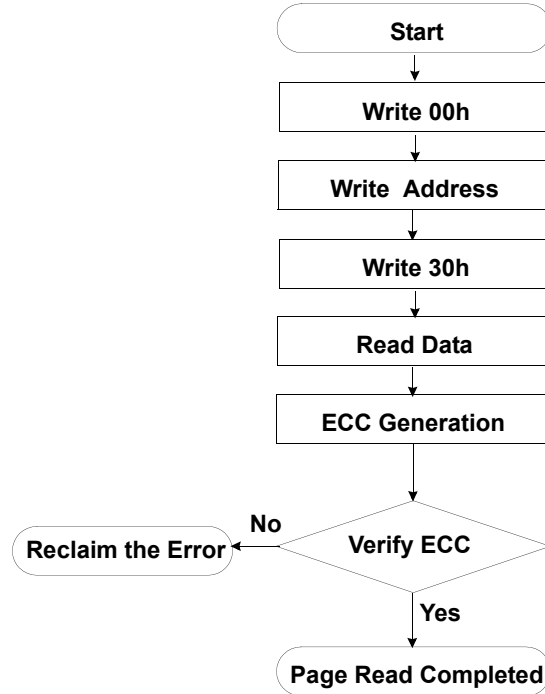 Start
Write 00h
Write  Address
Write 30h
Read Data
ECC Generation
No
Reclaim the Error
Verify ECC
Yes
Page Read Completed